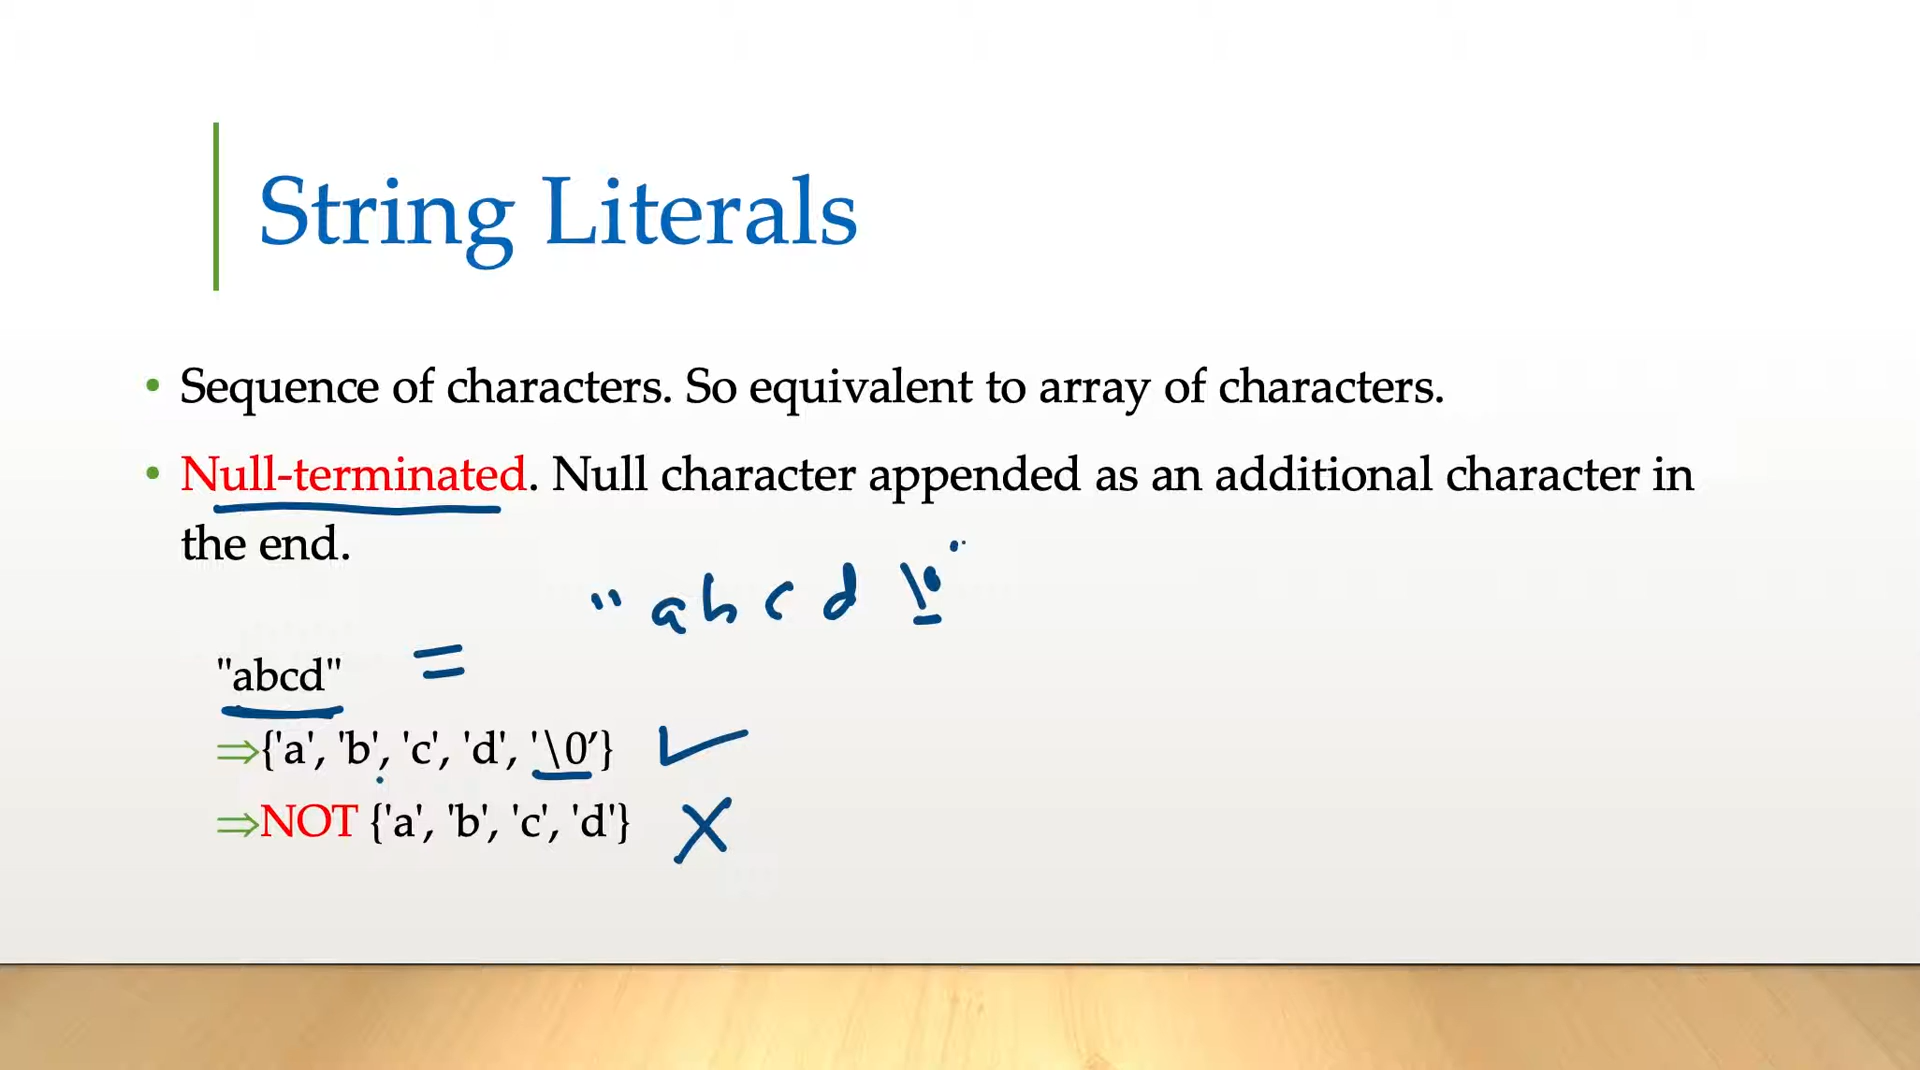 String Literals
• Sequence of characters. So equivalent to array of characters.
• Null-terminated. Null character appended as an additional character in
the end.
" a b c d \0 "
"abcd" =
⇒{'a', 'b', 'c', 'd', '\0’}
⇒NOT {'a', 'b', 'c', 'd'}